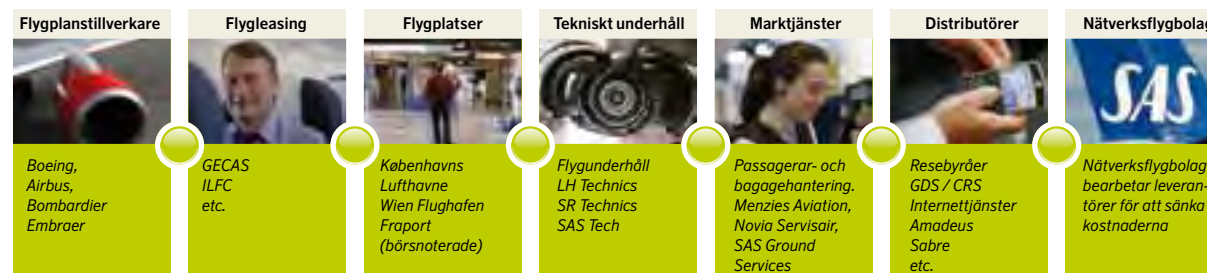 Flygplanstillverkare
Boeing,
Airbus,
Bombardier
Embraer
Flygleasing
GECAS
ILFC
etc.
Flygplatser
Københavns
Lufthavne
Wien Flughafen
Fraport
(börsnoterade)
Tekniskt underhåll
Flygunderhåll
LH Technics
SR Technics
SAS Tech
Marktjänster
Passagerar- och
bagagehantering.
Menzies Aviation,
Novia Servisair,
SAS Ground
Services
Distributörer
Resebyråer
GDS / CRS
Internettjänster
Amadeus
Sabre
etc.
Nätverksflygbolag
SAS
Nätverksflygbolag
bearbetar leveran-
törer för att sänka
kostnaderna